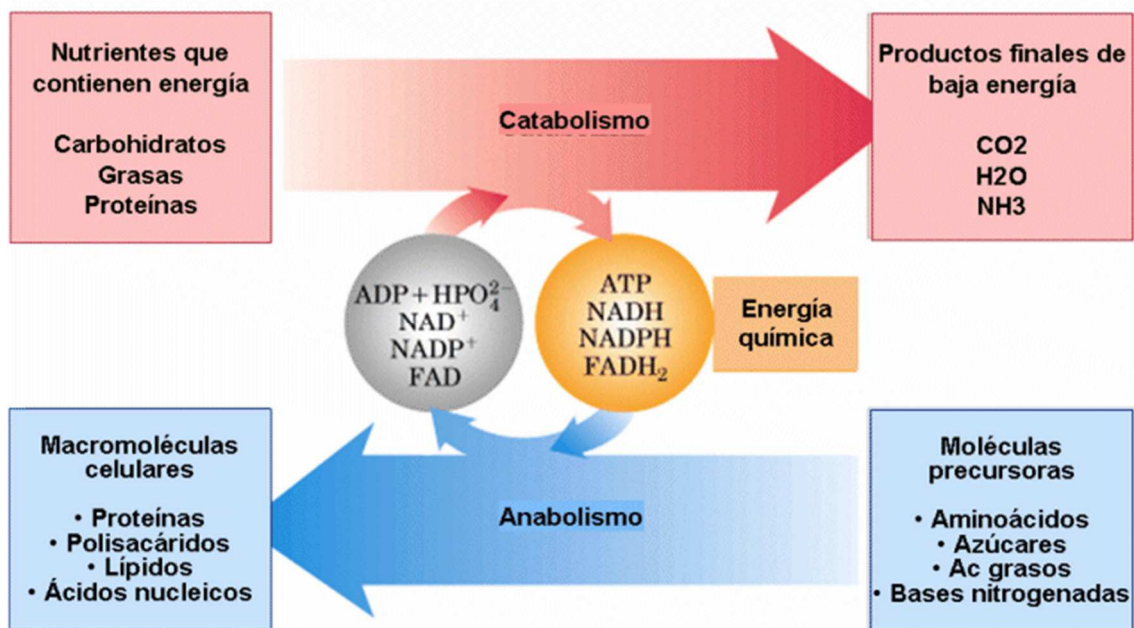 Nutrientes que
contienen energía
Carbohidratos
Grasas
Proteínas
Catabolismo
Productos finales de
baja energía
CO2
H2O
NH3
ADP + HPO₄²⁻
NAD⁺
NADP⁺
FAD
ATP
NADH
NADPH
FADH₂
Energía
química
Macromoléculas
celulares
• Proteínas
• Polisacáridos
• Lípidos
• Ácidos nucleicos
Anabolismo
Moléculas
precursoras
• Aminoácidos
• Azúcares
• Ac grasos
• Bases nitrogenadas